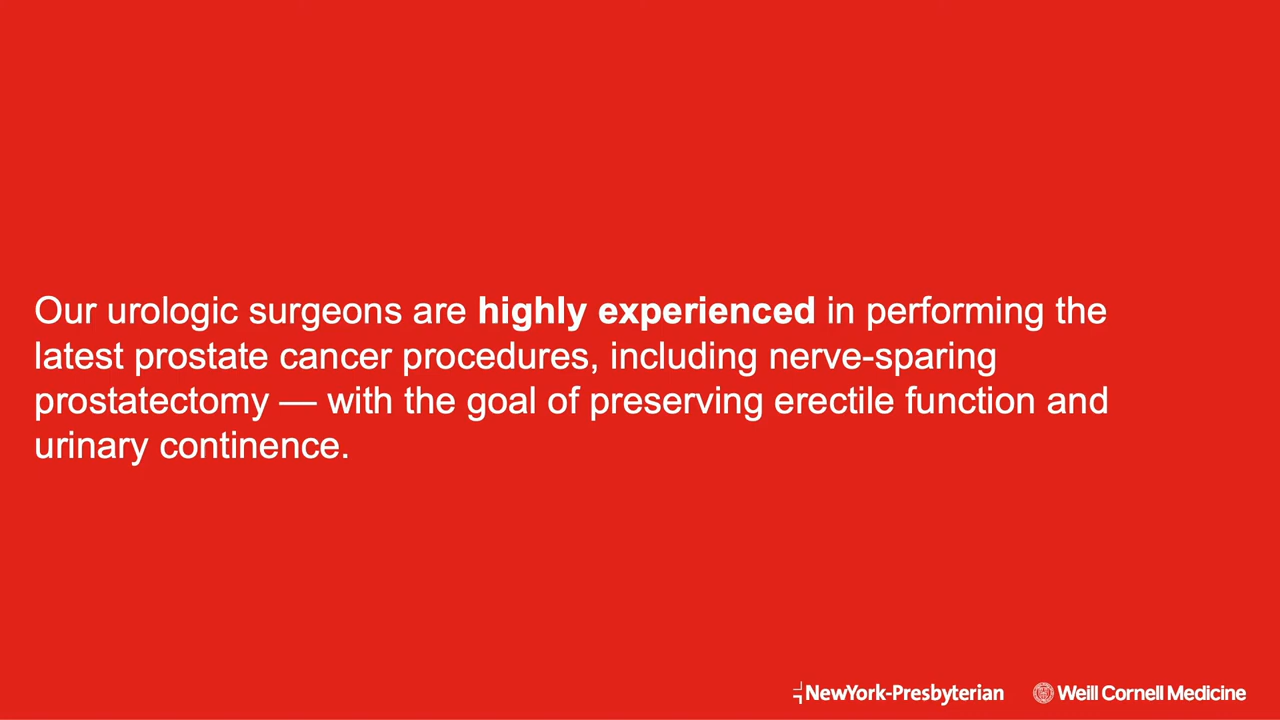 Our urologic surgeons are highly experienced in performing the
latest prostate cancer procedures, including nerve-sparing
prostatectomy — with the goal of preserving erectile function and
urinary continence.
NewYork-Presbyterian Weill Cornell Medicine